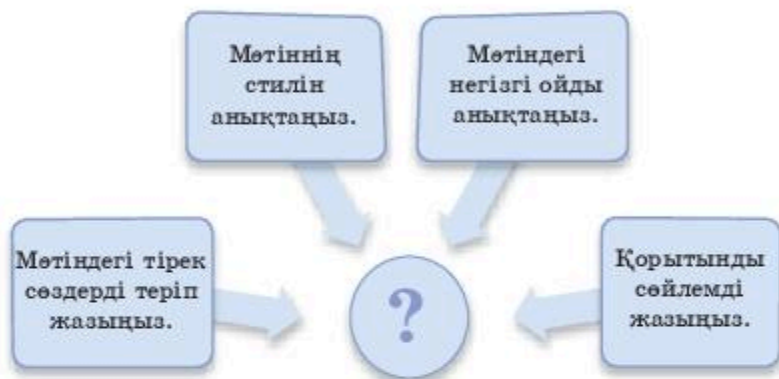 Мәтіннің
стилін
анықтаңыз.
Мәтіндегі
негізгі ойды
анықтаңыз.
Мәтіндегі тірек
сөздерді теріп
жазыңыз.
?
Қорытынды
сөйлемді
жазыңыз.